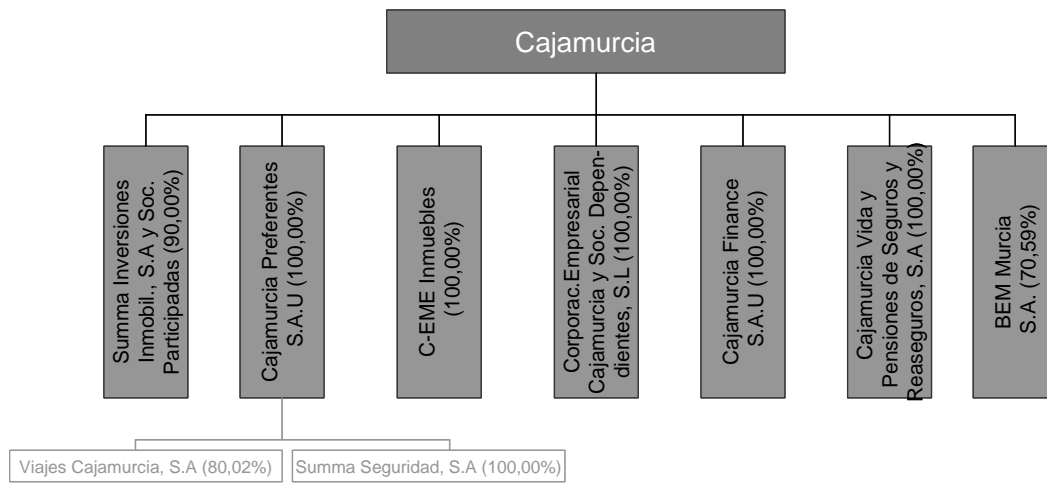 Cajamurcia
Summa Inversiones
Inmobil., S.A y Soc.
Participadas (90,00%)
Cajamurcia Preferentes
S.A.U (100,00%)
C-EME Inmuebles
(100,00%)
Corporac.Empresarial
Cajamurcia y Soc. Depen-
dientes, S.L (100,00%)
Cajamurcia Finance
S.A.U (100,00%)
Cajamurcia Vida y
Pensiones de Seguros y
Reaseguros, S.A (100,00%)
BEM Murcia
S.A. (70,59%)
Viajes Cajamurcia, S.A (80,02%)
Summa Seguridad, S.A (100,00%)